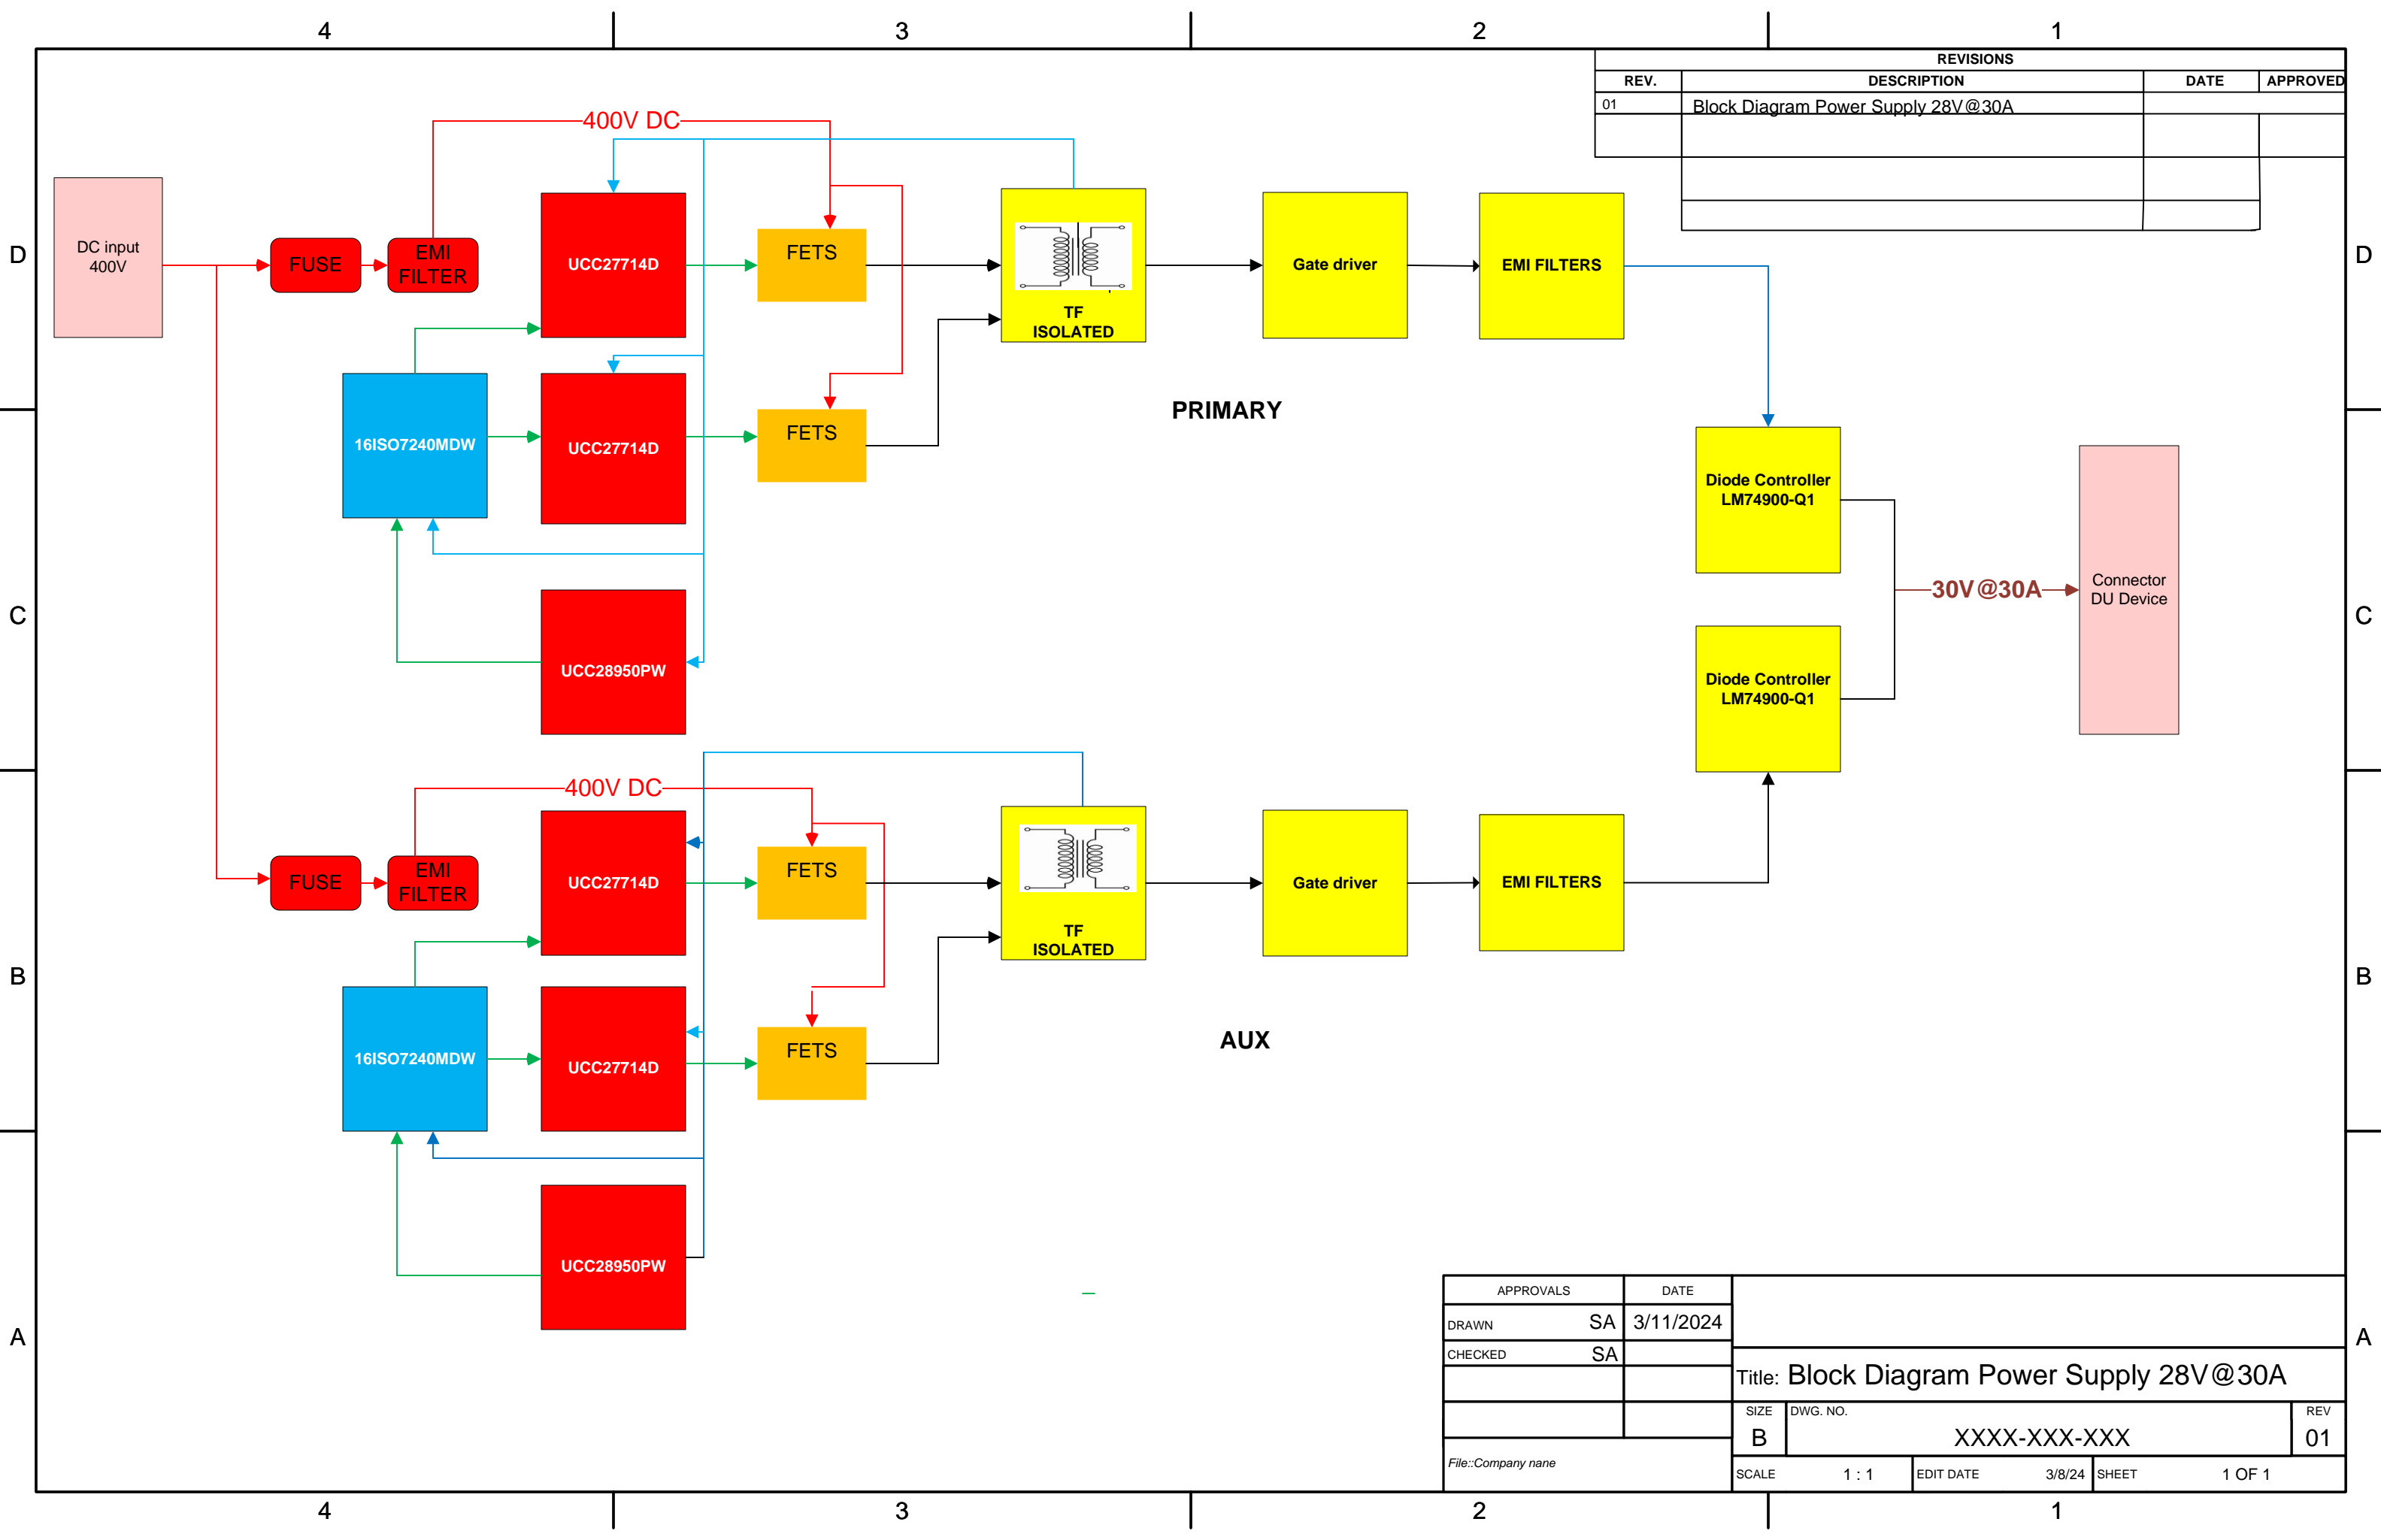 4 3 2 1
REVISIONS
REV. DESCRIPTION DATE APPROVED
01 Block Diagram Power Supply 28V@30A
400V DC
D D
DC input
400V
FUSE
EMI
FILTER
UCC27714D
FETS
TF
ISOLATED
Gate driver
EMI FILTERS
16ISO7240MDW
UCC27714D
FETS
PRIMARY
Diode Controller
LM74900-Q1
C C
UCC28950PW
30V@30A
Connector
DU Device
Diode Controller
LM74900-Q1
400V DC
FUSE
EMI
FILTER
UCC27714D
FETS
TF
ISOLATED
Gate driver
EMI FILTERS
B B
16ISO7240MDW
UCC27714D
FETS
AUX
UCC28950PW
A A
APPROVALS DATE
DRAWN SA 3/11/2024
CHECKED SA
Title: Block Diagram Power Supply 28V@30A
SIZE DWG. NO. REV
B XXXX-XXX-XXX 01
File::Company nane
SCALE 1 : 1 EDIT DATE 3/8/24 SHEET 1 OF 1
4 3 2 1